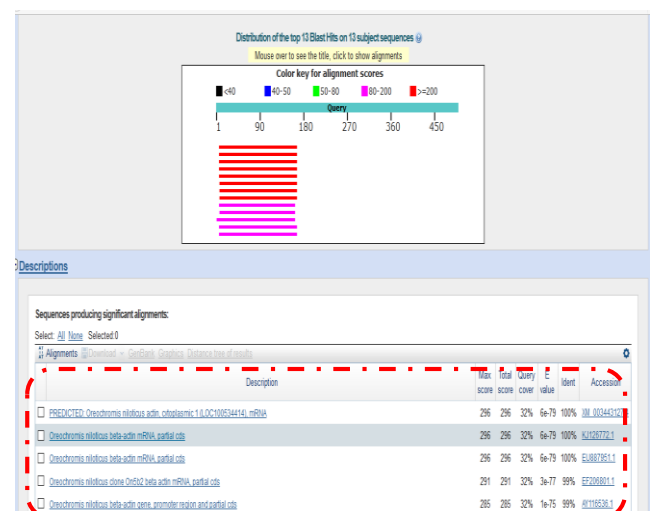 Distribution of the top 13 Blast Hits on 13 subject sequences
Mouse over to see the title, click to show alignments
Color key for alignment scores
<40 40-50 50-80 80-200 >=200
Query
1 90 180 270 360 450
Descriptions
Sequences producing significant alignments:
Select: All None Selected:0
Alignments Download GenBank Graphics Distance tree of results
Description Max score Total score Query cover E value Ident Accession
PREDICTED: Oreochromis niloticus actin, cytoplasmic 1 (LOC100534414), mRNA 296 296 32% 6e-79 100%
Oreochromis niloticus beta-actin mRNA, partial cds 296 296 32% 6e-79 100% KJ126772.1
Oreochromis niloticus beta-actin mRNA, partial cds 296 296 32% 6e-79 100% EU887951.1
Oreochromis niloticus clone OnEb2 beta actin mRNA, partial cds 291 291 32% 3e-77 99% EF206801.1
Oreochromis niloticus beta-actin gene, promoter region and partial cds 285 285 32% 1e-75 99% AY116536.1